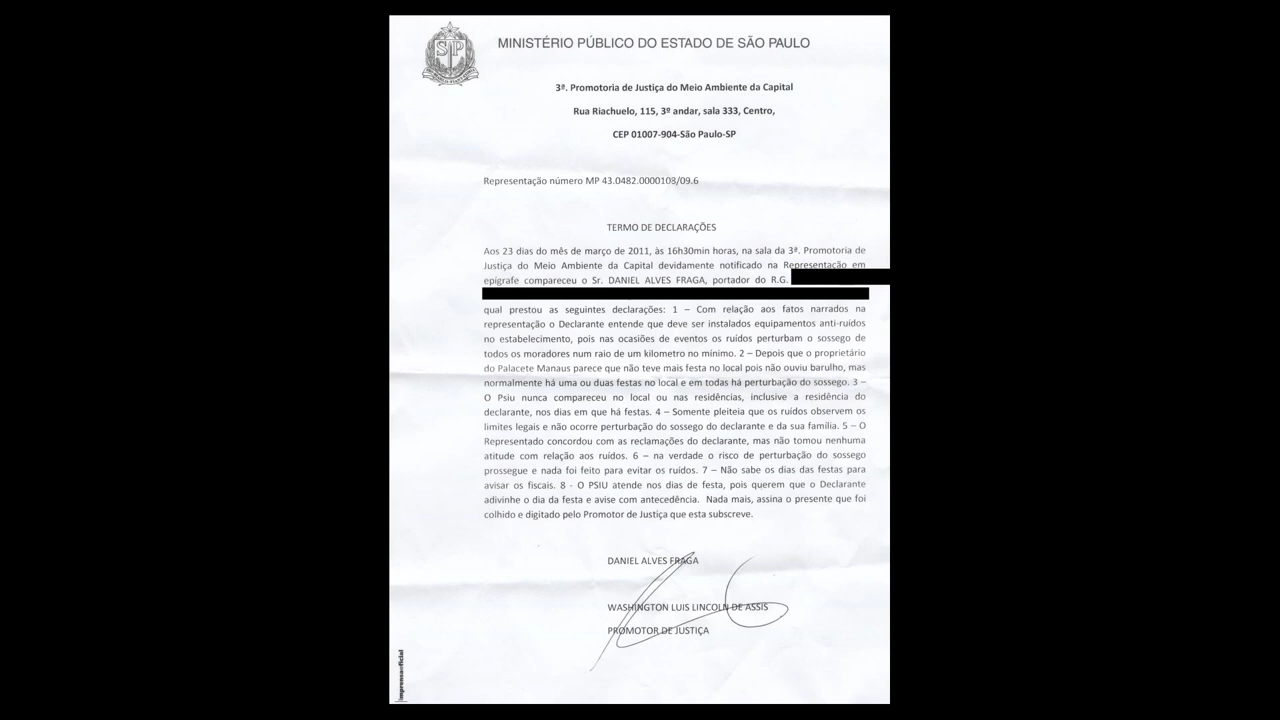 SP
MINISTÉRIO PÚBLICO DO ESTADO DE SÃO PAULO
3ª. Promotoria de Justiça do Meio Ambiente da Capital
Rua Riachuelo, 115, 3º andar, sala 333, Centro,
CEP 01007-904-São Paulo-SP
Representação número MP 43.0482.0000108/09.6
TERMO DE DECLARAÇÕES
Aos 23 dias do mês de março de 2011, às 16h30min horas, na sala da 3ª. Promotoria de
Justiça do Meio Ambiente da Capital devidamente notificado na Representação em
epígrafe compareceu o Sr. DANIEL ALVES FRAGA, portador do R.G.
qual prestou as seguintes declarações: 1 – Com relação aos fatos narrados na
representação o Declarante entende que deve ser instalados equipamentos anti-ruídos
no estabelecimento, pois nas ocasiões de eventos os ruídos perturbam o sossego de
todos os moradores num raio de um kilometro no mínimo. 2 – Depois que o proprietário
do Palacete Manaus parece que não teve mais festa no local pois não ouviu barulho, mas
normalmente há uma ou duas festas no local e em todas há perturbação do sossego. 3 –
O Psiu nunca compareceu no local ou nas residências, inclusive a residência do
declarante, nos dias em que há festas. 4 – Somente pleiteia que os ruídos observem os
limites legais e não ocorre perturbação do sossego do declarante e da sua família. 5 – O
Representado concordou com as reclamações do declarante, mas não tomou nenhuma
atitude com relação aos ruídos. 6 – na verdade o risco de perturbação do sossego
prossegue e nada foi feito para evitar os ruídos. 7 – Não sabe os dias das festas para
avisar os fiscais. 8 - O PSIU atende nos dias de festa, pois querem que o Declarante
adivinhe o dia da festa e avise com antecedência. Nada mais, assina o presente que foi
colhido e digitado pelo Promotor de Justiça que esta subscreve.
DANIEL ALVES FRAGA
WASHINGTON LUIS LINCOLN DE ASSIS
PROMOTOR DE JUSTIÇA
imprensaoficial